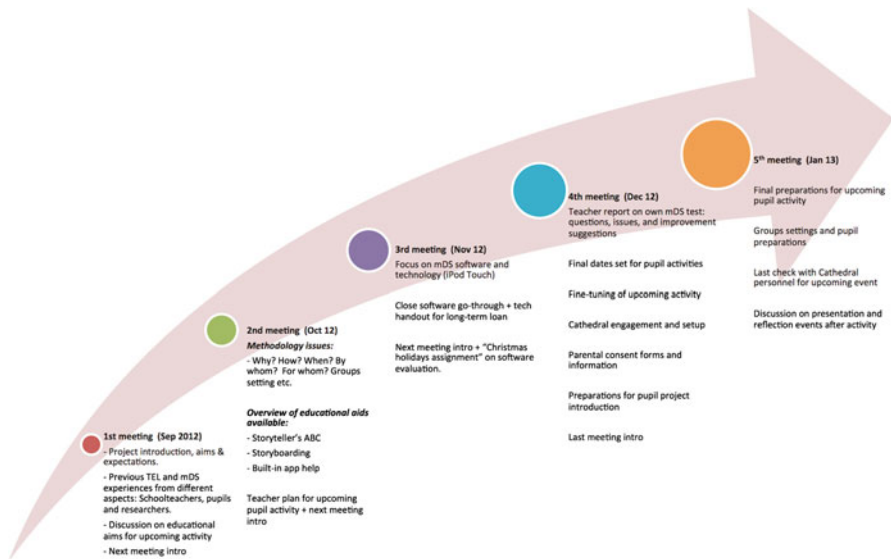 1st meeting (Sep 2012)
- Project introduction, aims &
expectations.
- Previous TEL and mDS
experiences from different
aspects: Schoolteachers, pupils
and researchers.
- Discussion on educational
aims for upcoming activity
- Next meeting intro
2nd meeting (Oct 12)
Methodology issues:
- Why? How? When? By
whom? For whom? Groups
setting etc.
Overview of educational aids
available:
- Storyteller's ABC
- Storyboarding
- Built-in app help
Teacher plan for upcoming
pupil activity + next meeting
intro
3rd meeting (Nov 12)
Focus on mDS software and
technology (iPod Touch)
Close software go-through + tech
handout for long-term loan
Next meeting intro + "Christmas
holidays assignment" on software
evaluation.
4th meeting (Dec 12)
Teacher report on own mDS test:
questions, issues, and improvement
suggestions
Final dates set for pupil activities
Fine-tuning of upcoming activity
Cathedral engagement and setup
Parental consent forms and
information
Preparations for pupil project
introduction
Last meeting intro
5th meeting (Jan 13)
Final preparations for upcoming
pupil activity
Groups settings and pupil
preparations
Last check with Cathedral
personnel for upcoming event
Discussion on presentation and
reflection events after activity